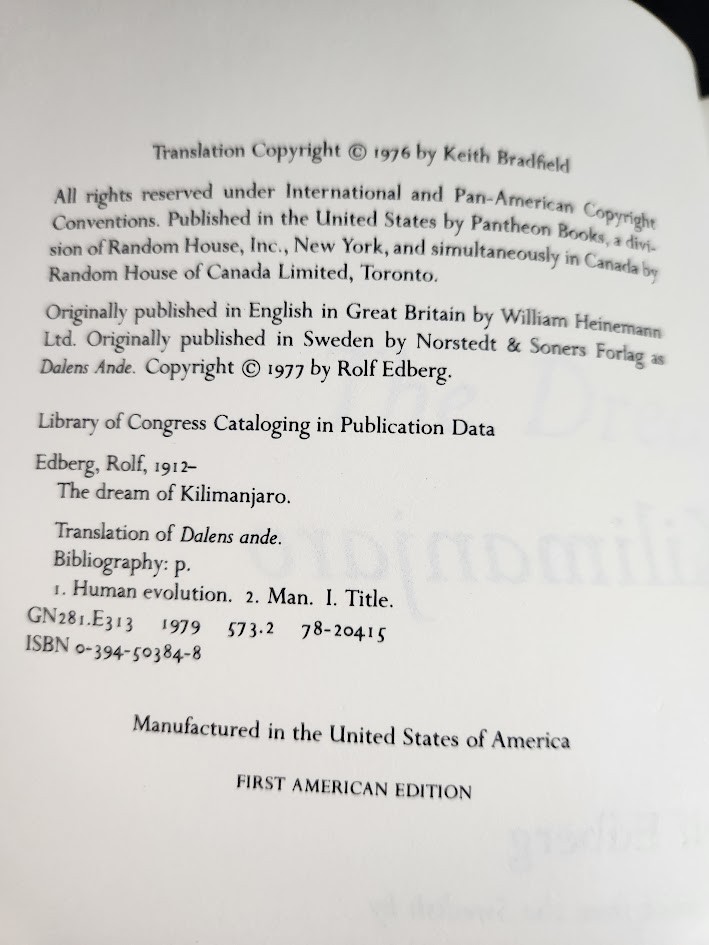 Translation Copyright © 1976 by Keith Bradfield
All rights reserved under International and Pan-American Copyright
Conventions. Published in the United States by Pantheon Books, a divi-
sion of Random House, Inc., New York, and simultaneously in Canada by
Random House of Canada Limited, Toronto.
Originally published in English in Great Britain by William Heinemann
Ltd. Originally published in Sweden by Norstedt & Soners Forlag as
Dalens Ande. Copyright © 1977 by Rolf Edberg.
Library of Congress Cataloging in Publication Data
Edberg, Rolf, 1912–
The dream of Kilimanjaro.
Translation of Dalens ande.
Bibliography: p.
1. Human evolution. 2. Man. I. Title.
GN281.E313 1979 573.2 78-20415
ISBN 0-394-50384-8
Manufactured in the United States of America
FIRST AMERICAN EDITION